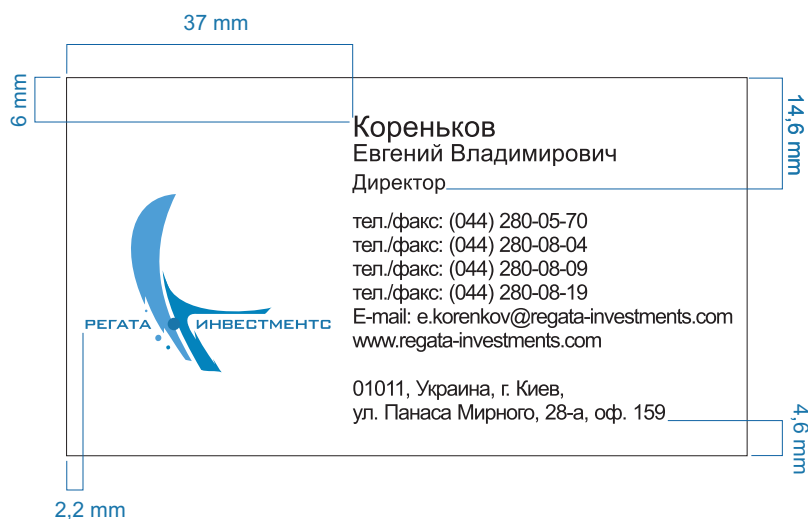 37 mm
6 mm
14,6 mm
Кореньков
Евгений Владимирович
Директор
тел./факс: (044) 280-05-70
тел./факс: (044) 280-08-04
тел./факс: (044) 280-08-09
тел./факс: (044) 280-08-19
E-mail: e.korenkov@regata-investments.com
www.regata-investments.com
РЕГАТА ИНВЕСТМЕНТС
01011, Украина, г. Киев,
ул. Панаса Мирного, 28-а, оф. 159
4,6 mm
2,2 mm